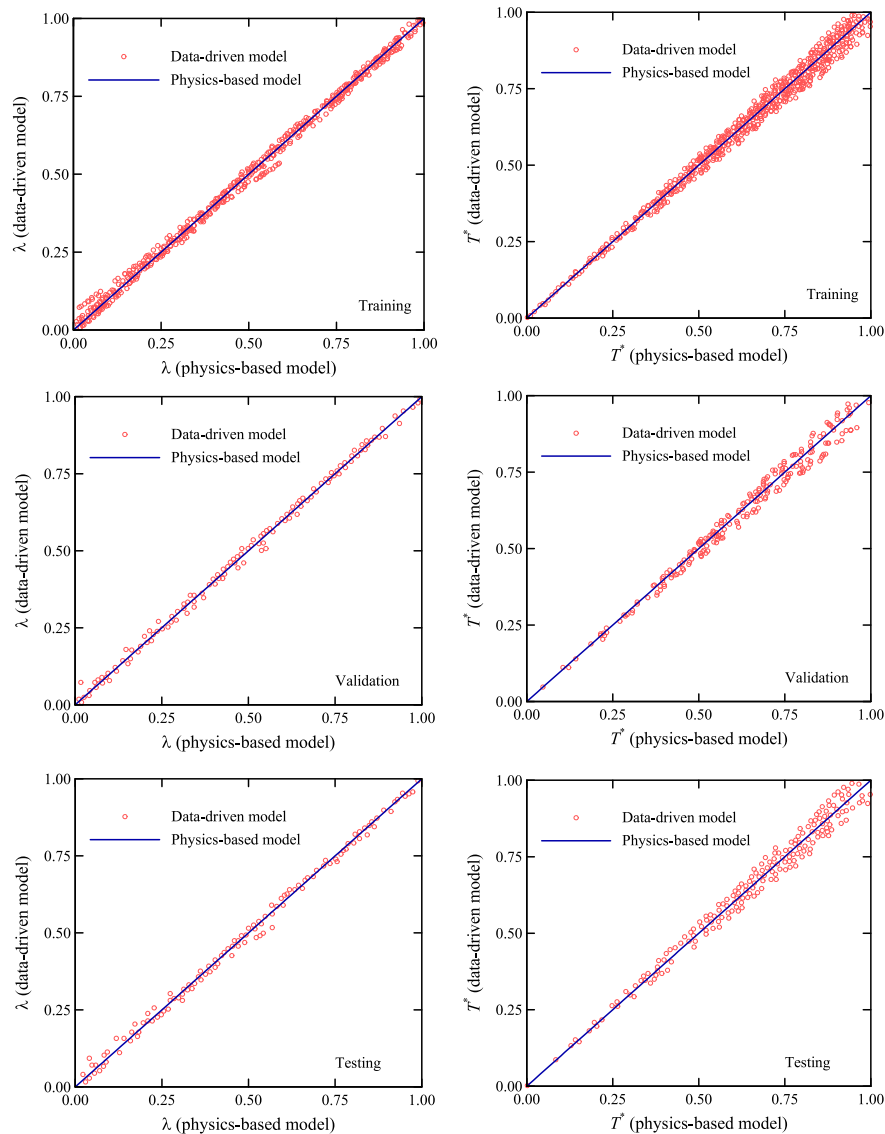 1.00
0.75
0.50
0.25
0.00
λ (data-driven model)
Data-driven model
Physics-based model
Training
0.00
0.25
0.50
0.75
1.00
λ (physics-based model)
1.00
0.75
0.50
0.25
0.00
T* (data-driven model)
Data-driven model
Physics-based model
Training
0.00
0.25
0.50
0.75
1.00
T* (physics-based model)
1.00
0.75
0.50
0.25
0.00
λ (data-driven model)
Data-driven model
Physics-based model
Validation
0.00
0.25
0.50
0.75
1.00
λ (physics-based model)
1.00
0.75
0.50
0.25
0.00
T* (data-driven model)
Data-driven model
Physics-based model
Validation
0.00
0.25
0.50
0.75
1.00
T* (physics-based model)
1.00
0.75
0.50
0.25
0.00
λ (data-driven model)
Data-driven model
Physics-based model
Testing
0.00
0.25
0.50
0.75
1.00
λ (physics-based model)
1.00
0.75
0.50
0.25
0.00
T* (data-driven model)
Data-driven model
Physics-based model
Testing
0.00
0.25
0.50
0.75
1.00
T* (physics-based model)